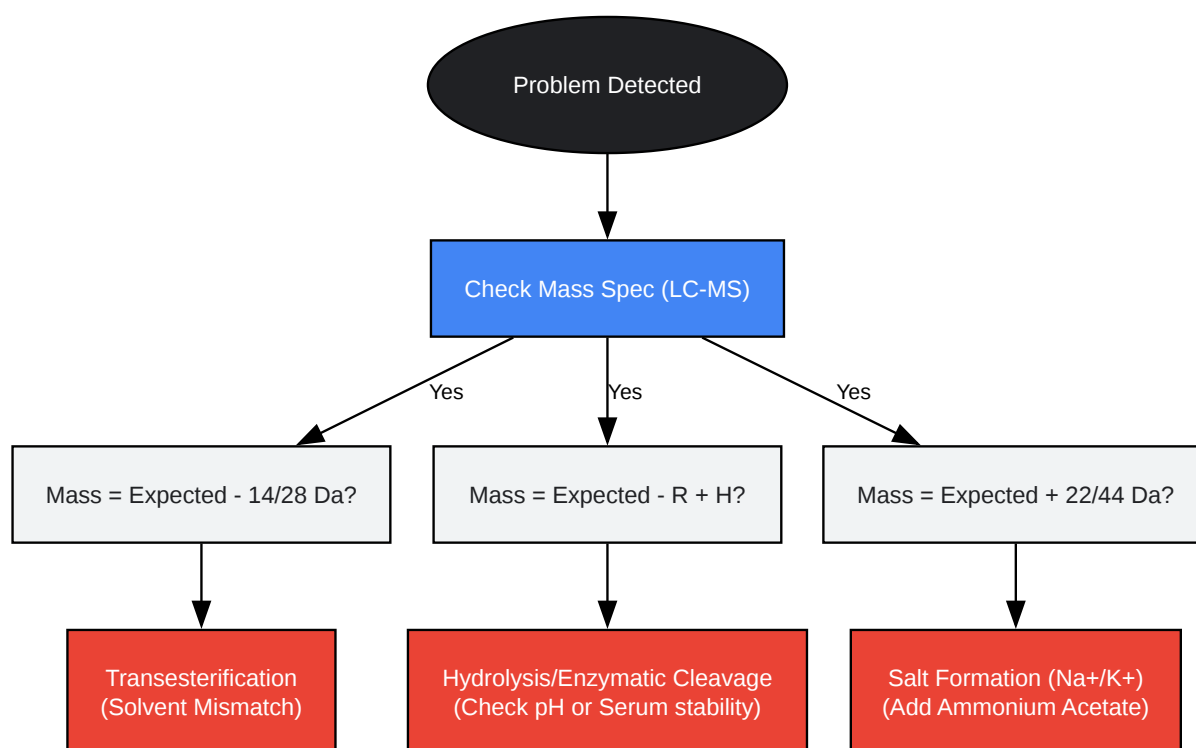 Problem Detected
Check Mass Spec (LC-MS)
Yes
Yes
Yes
Mass = Expected - 14/28 Da?
Mass = Expected - R + H?
Mass = Expected + 22/44 Da?
Transesterification
(Solvent Mismatch)
Hydrolysis/Enzymatic Cleavage
(Check pH or Serum stability)
Salt Formation (Na+/K+)
(Add Ammonium Acetate)